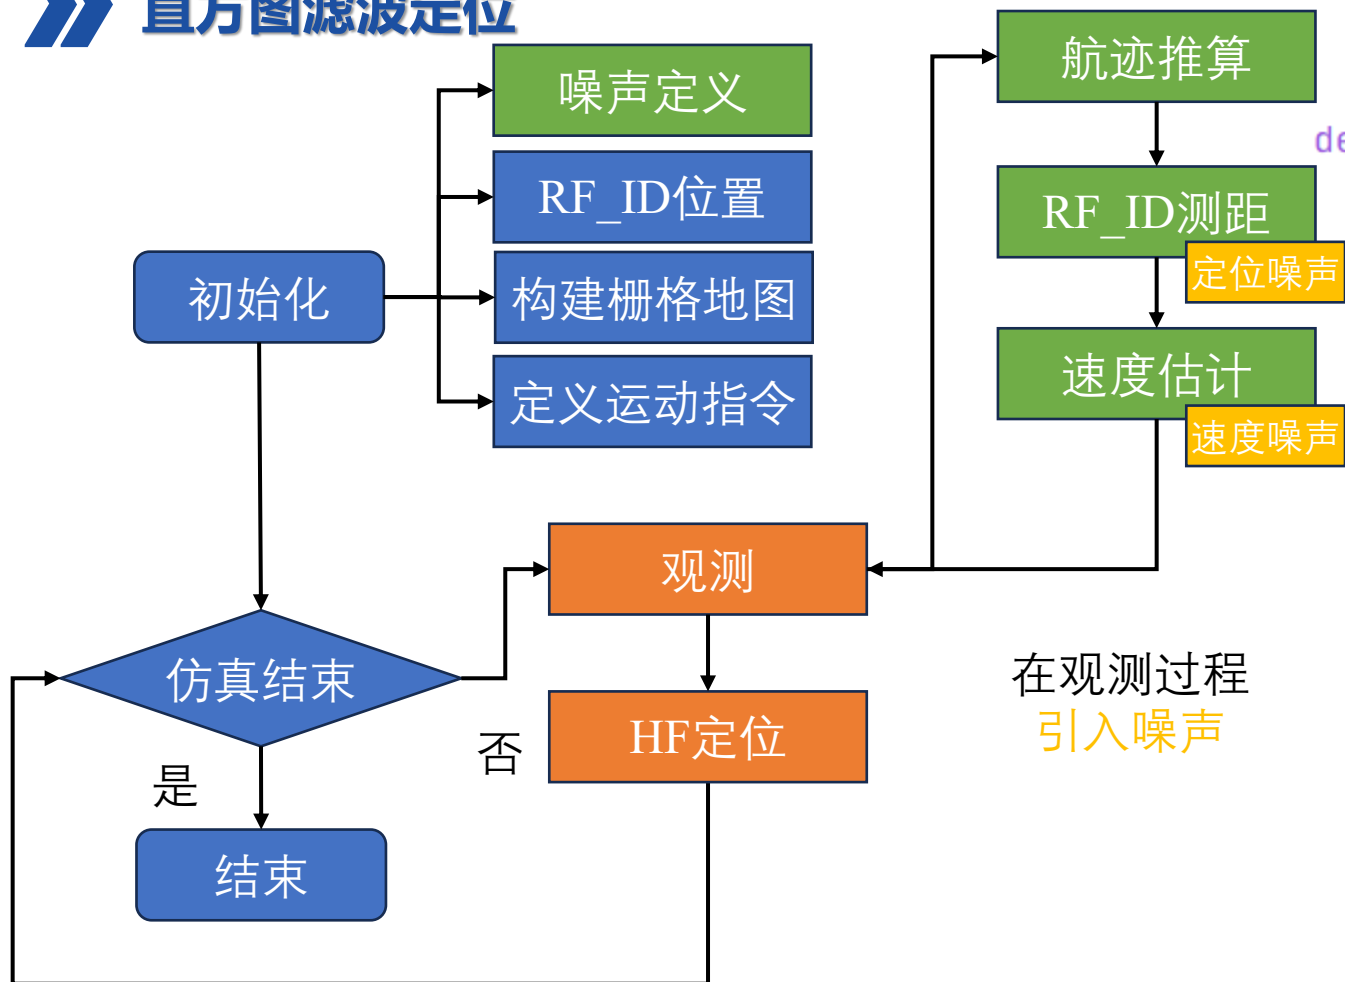 直方图滤波定位
噪声定义
RF_ID位置
构建栅格地图
定义运动指令
初始化
仿真结束
是
否
结束
观测
HF定位
航迹推算
de
RF_ID测距
定位噪声
速度估计
速度噪声
在观测过程
引入噪声